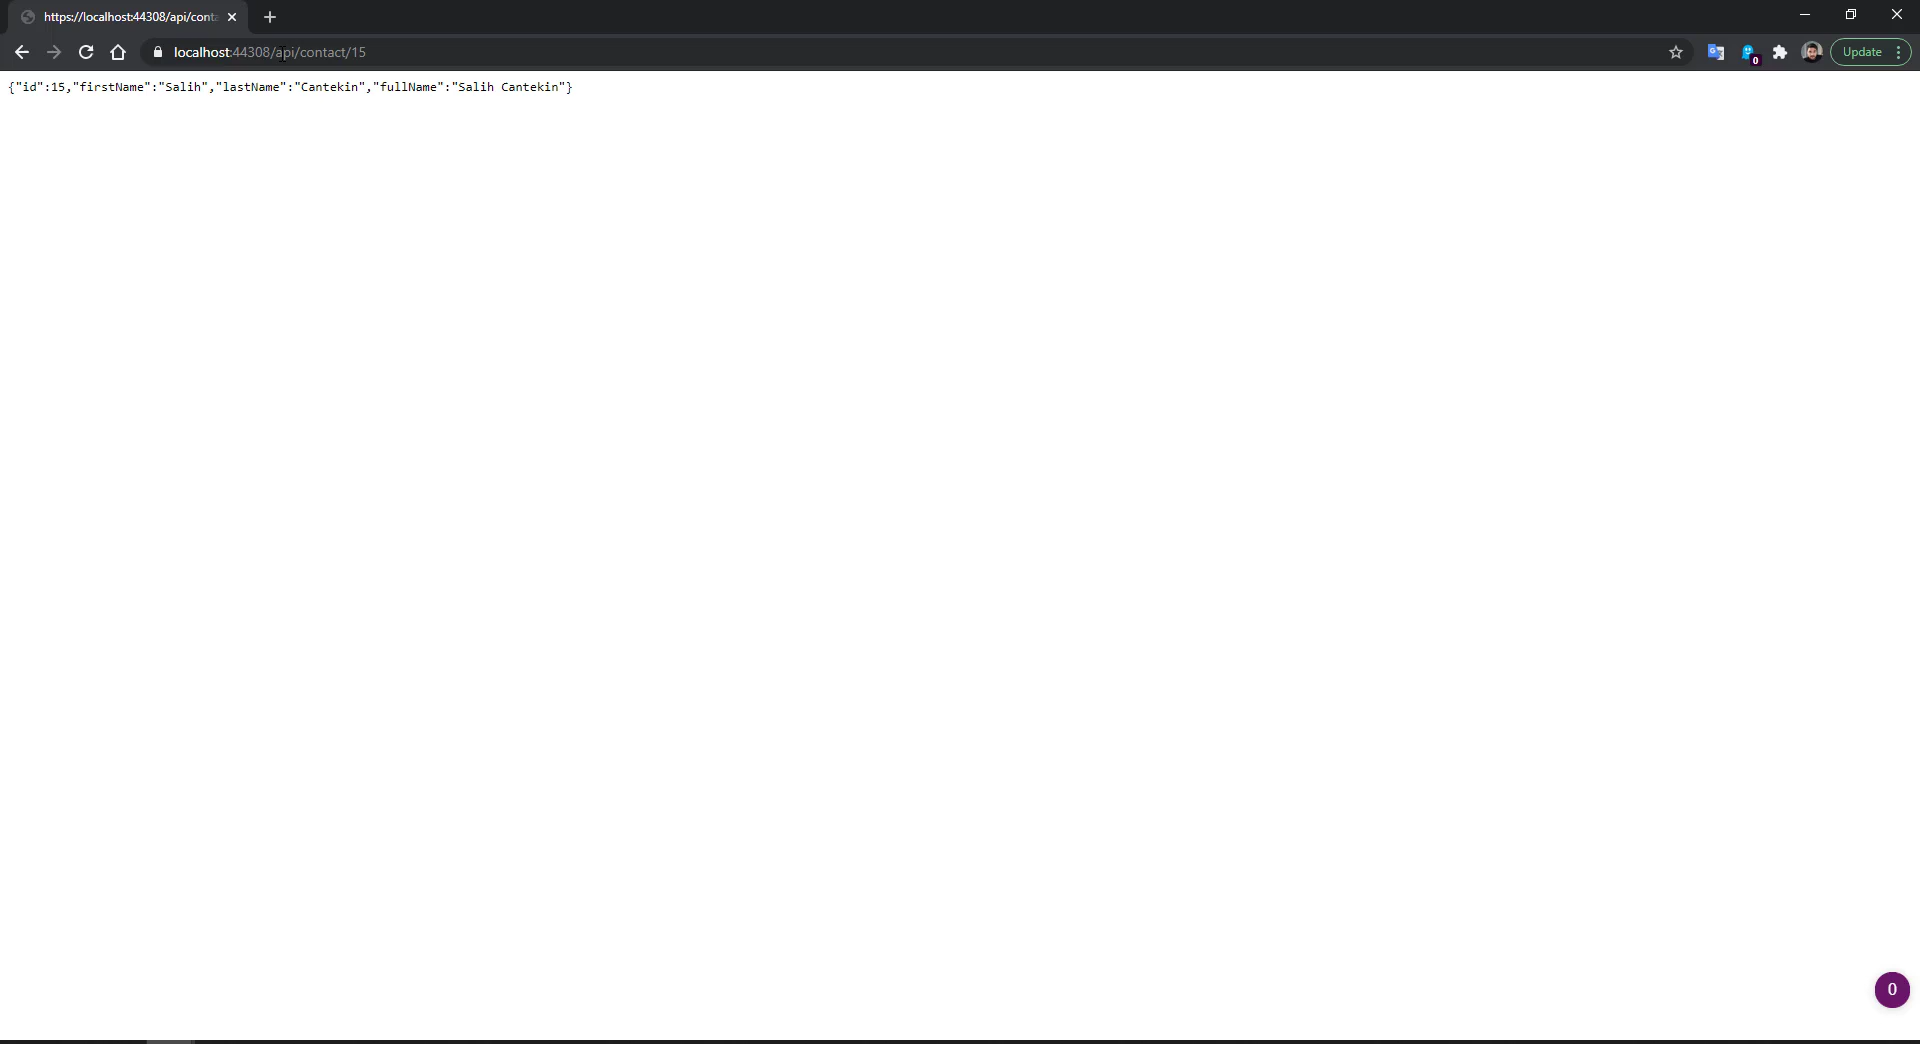 https://localhost:44308/api/conta
localhost:44308/api/contact/15
0
Update
{"id":15,"firstName":"Salih","lastName":"Cantekin","fullName":"Salih Cantekin"}
0